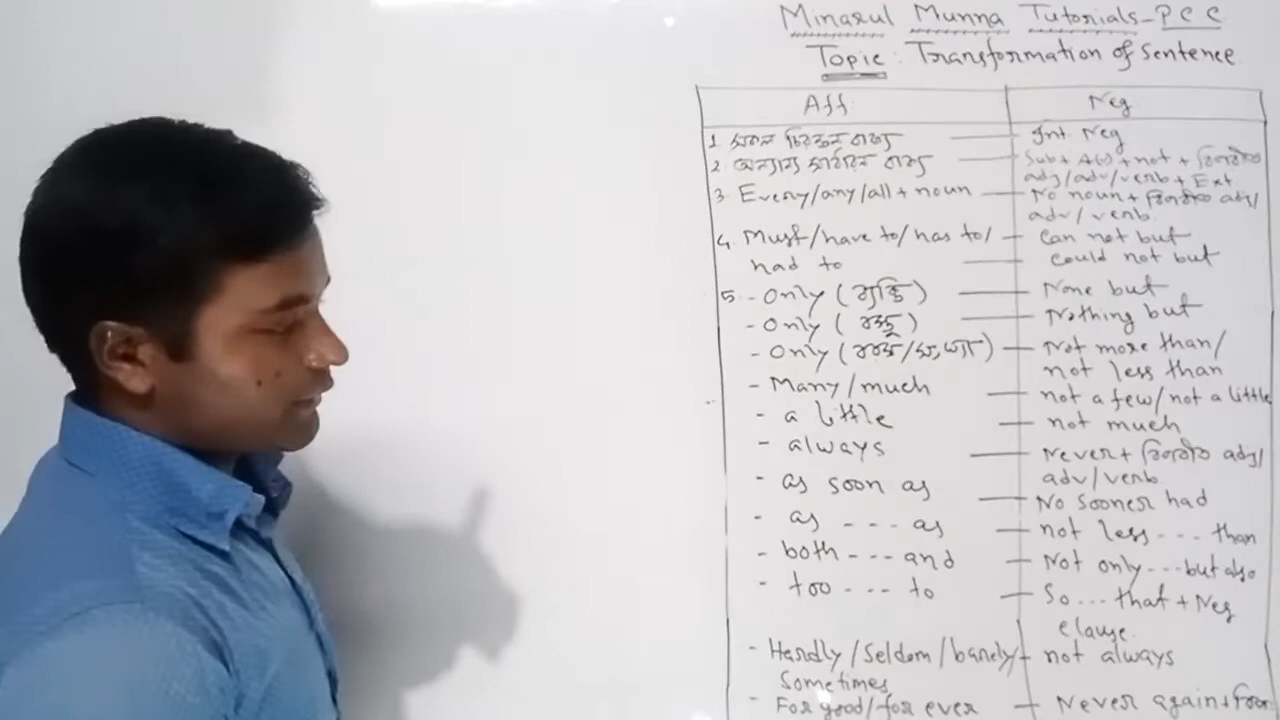 Minarul Munna Tutorials - PCC
Topic: Transformation of Sentence
Aff. Neg
1. সকল চিরন্তন বাক্য — Int. Neg
2. অন্যান্য বাক্য — Sub + A(v) + not + বিপরীত
adj/adv/verb + Ext.
3. Every/any/all + noun — No noun + বিপরীত adj/
adv/verb.
4. Must/have to/has to/ — Can not but
had to — Could not but
5. - Only (ব্যক্তি) — None but
- Only (বস্তু) — Nothing but
- Only (বয়স/সংখ্যা) — Not more than/
not less than
- Many/much — not a few/not a little
- a little — not much
- always — Never + বিপরীত adj/
adv/verb.
- as soon as — No sooner had
- as --- as — not less --- than
- both --- and — Not only --- but also
- too --- to — So --- that + Neg
clause.
- Hardly/Seldom/barely/ — not always
Sometimes
- For good/for ever — Never again + from